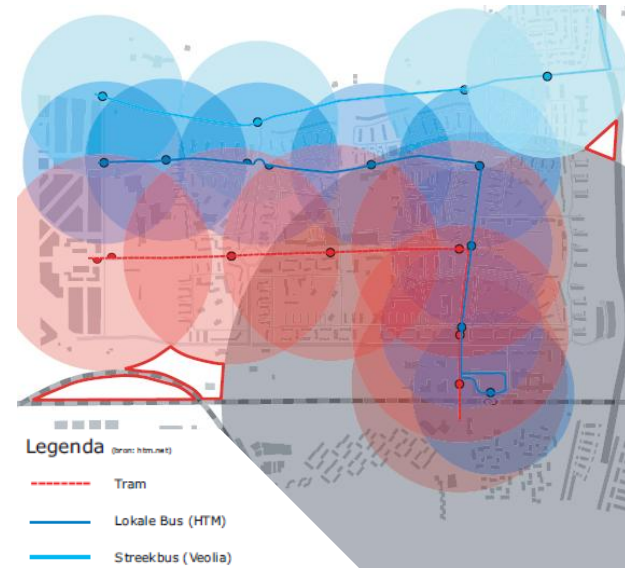 Legenda (bron: htm.net)
Tram
Lokale Bus (HTM)
Streekbus (Veolia)